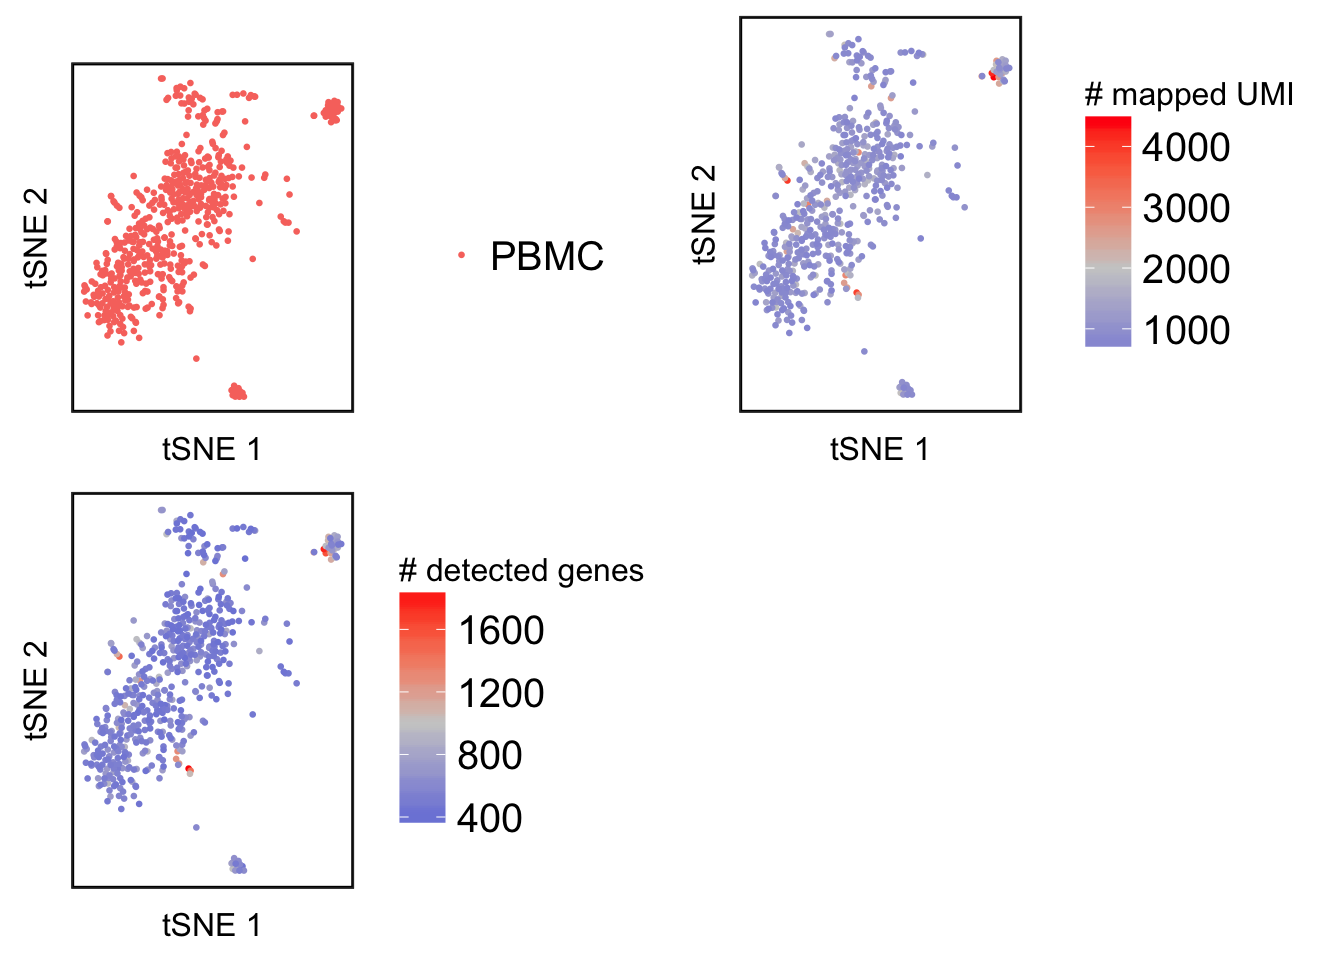 tSNE 2
tSNE 1
PBMC
tSNE 2
tSNE 1
# mapped UMI
4000
3000
2000
1000
tSNE 2
tSNE 1
# detected genes
1600
1200
800
400